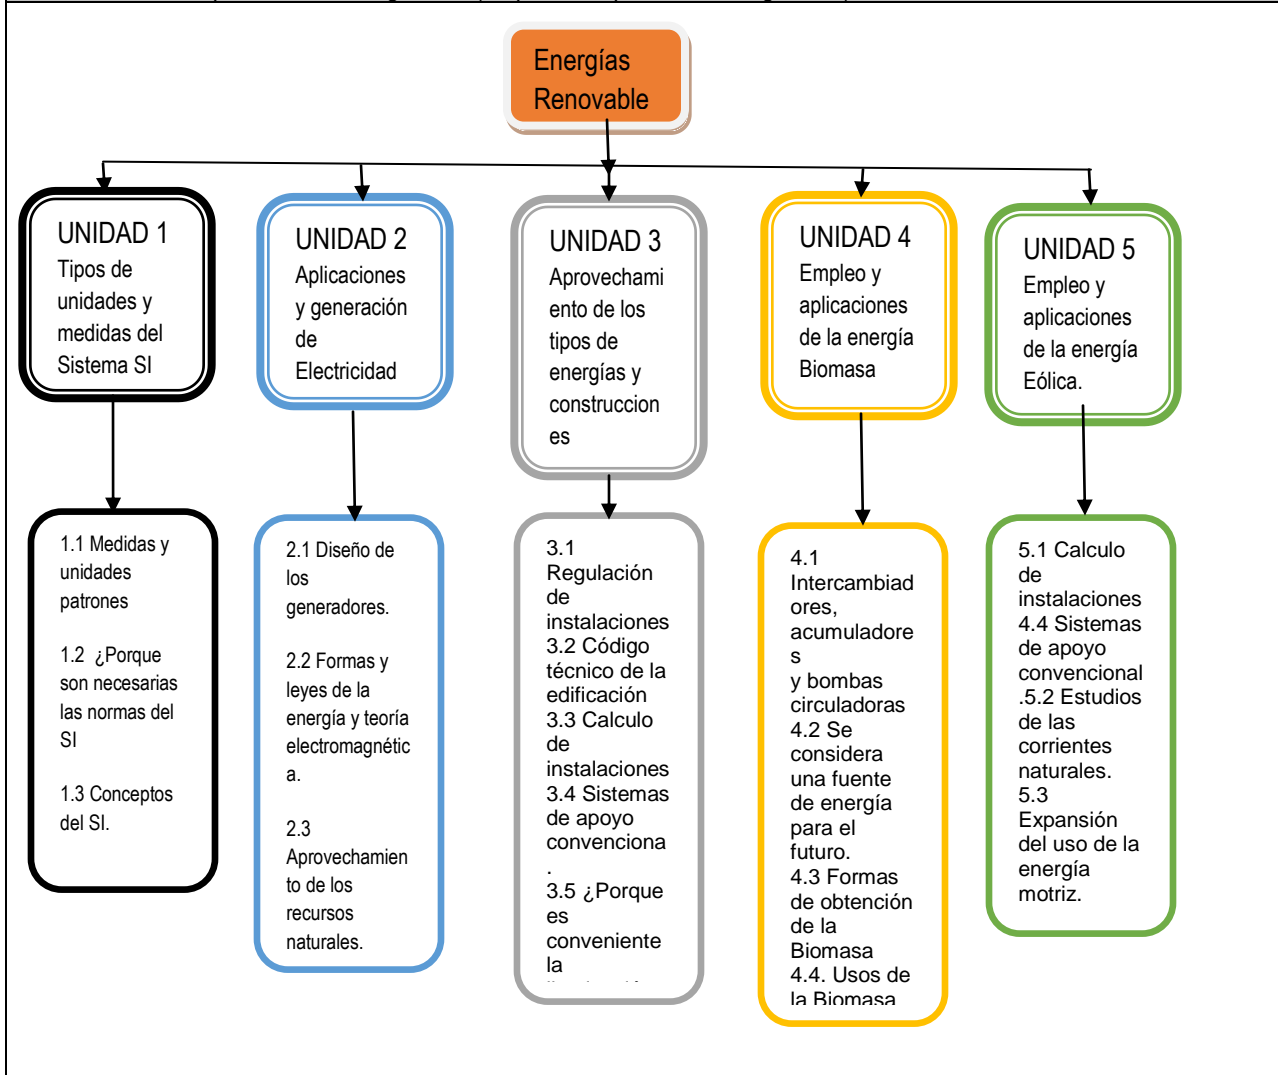 Energías
Renovable
UNIDAD 1
Tipos de
unidades y
medidas del
Sistema SI
UNIDAD 2
Aplicaciones
y generación
de
Electricidad
UNIDAD 3
Aprovechami
ento de los
tipos de
energías y
construccion
es
UNIDAD 4
Empleo y
aplicaciones
de la energía
Biomasa
UNIDAD 5
Empleo y
aplicaciones
de la energía
Eólica.
1.1 Medidas y
unidades
patrones
1.2 ¿Porque
son necesarias
las normas del
SI
1.3 Conceptos
del SI.
2.1 Diseño de
los
generadores.
2.2 Formas y
leyes de la
energía y teoría
electromagnétic
a.
2.3
Aprovechamien
to de los
recursos
naturales.
3.1
Regulación
de
instalaciones
3.2 Código
técnico de la
edificación
3.3 Calculo
de
instalaciones
3.4 Sistemas
de apoyo
convenciona
.
3.5 ¿Porque
es
conveniente
la
4.1
Intercambiad
ores,
acumuladore
s
y bombas
circuladoras
4.2 Se
considera
una fuente
de energía
para el
futuro.
4.3 Formas
de obtención
de la
Biomasa
4.4. Usos de
la Biomasa
5.1 Calculo
de
instalaciones
4.4 Sistemas
de apoyo
convencional
.5.2 Estudios
de las
corrientes
naturales.
5.3
Expansión
del uso de la
energía
motriz.